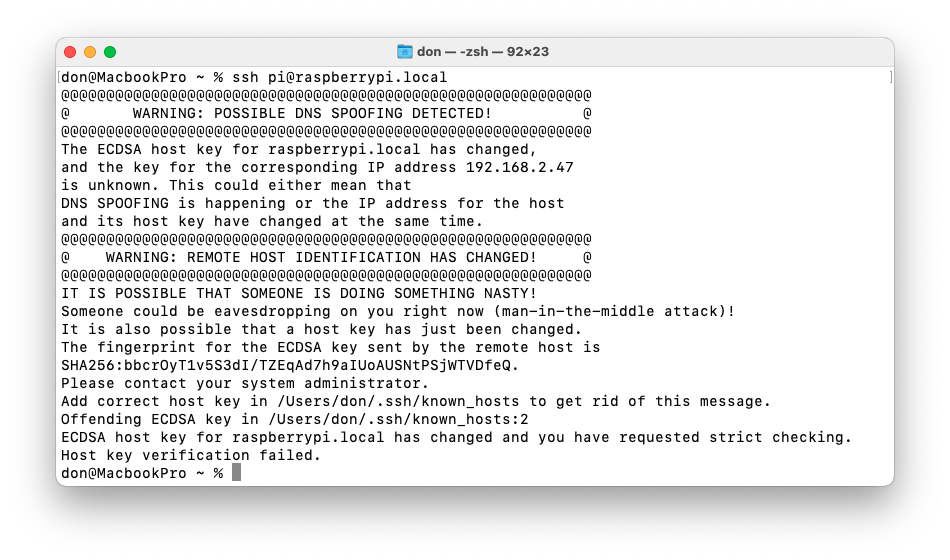 don — -zsh — 92×23
don@MacbookPro ~ % ssh pi@raspberrypi.local
@@@@@@@@@@@@@@@@@@@@@@@@@@@@@@@@@@@@@@@@@@@@@@@@@@@@@@@@@@@
@       WARNING: POSSIBLE DNS SPOOFING DETECTED!          @
@@@@@@@@@@@@@@@@@@@@@@@@@@@@@@@@@@@@@@@@@@@@@@@@@@@@@@@@@@@
The ECDSA host key for raspberrypi.local has changed,
and the key for the corresponding IP address 192.168.2.47
is unknown. This could either mean that
DNS SPOOFING is happening or the IP address for the host
and its host key have changed at the same time.
@@@@@@@@@@@@@@@@@@@@@@@@@@@@@@@@@@@@@@@@@@@@@@@@@@@@@@@@@@@
@    WARNING: REMOTE HOST IDENTIFICATION HAS CHANGED!     @
@@@@@@@@@@@@@@@@@@@@@@@@@@@@@@@@@@@@@@@@@@@@@@@@@@@@@@@@@@@
IT IS POSSIBLE THAT SOMEONE IS DOING SOMETHING NASTY!
Someone could be eavesdropping on you right now (man-in-the-middle attack)!
It is also possible that a host key has just been changed.
The fingerprint for the ECDSA key sent by the remote host is
SHA256:bbcrOyT1v5S3dI/TZEqAd7h9aIUoAUSNtPSjWTVDfeQ.
Please contact your system administrator.
Add correct host key in /Users/don/.ssh/known_hosts to get rid of this message.
Offending ECDSA key in /Users/don/.ssh/known_hosts:2
ECDSA host key for raspberrypi.local has changed and you have requested strict checking.
Host key verification failed.
don@MacbookPro ~ %